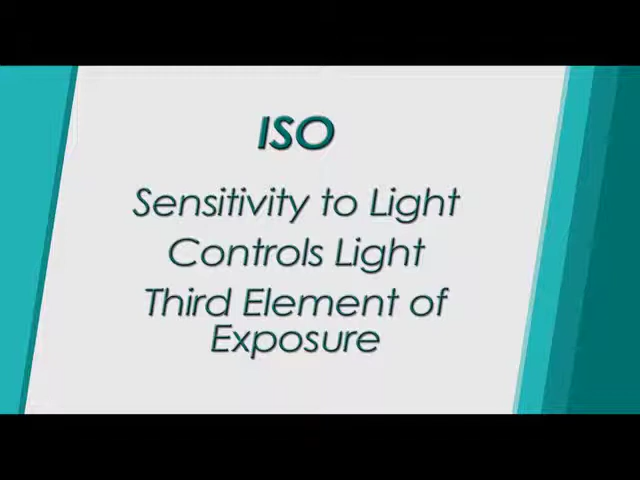 ISO
Sensitivity to Light
Controls Light
Third Element of
Exposure